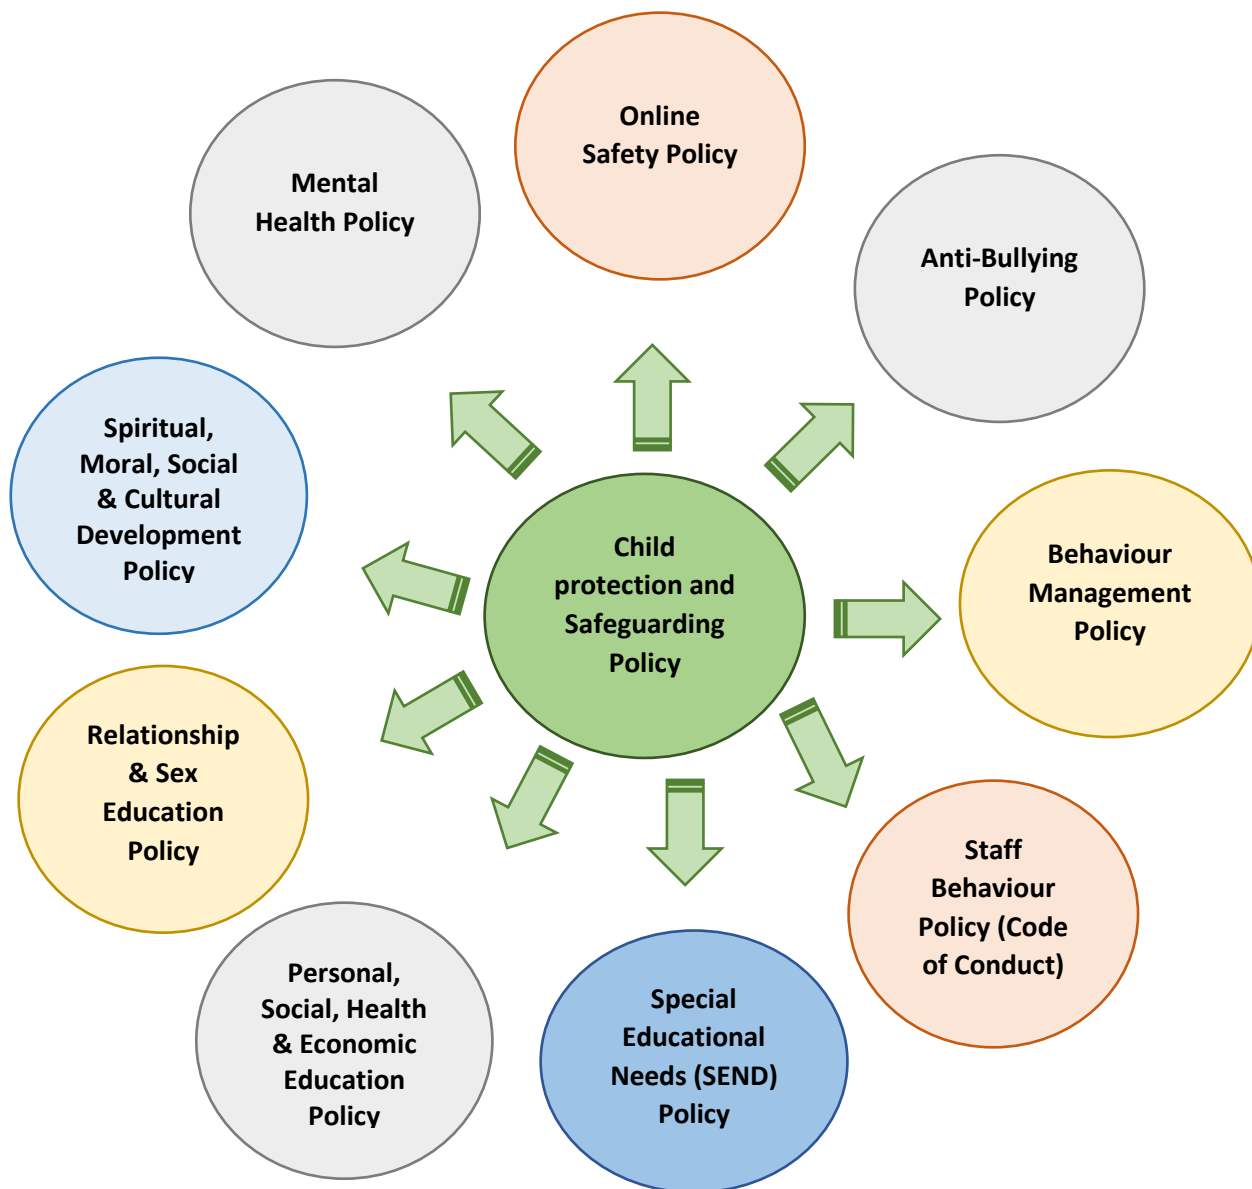 Online
Safety Policy
Mental
Health Policy
Anti-Bullying
Policy
Spiritual,
Moral, Social
& Cultural
Development
Policy
Child
protection and
Safeguarding
Policy
Behaviour
Management
Policy
Relationship
& Sex
Education
Policy
Staff
Behaviour
Policy (Code
of Conduct)
Personal,
Social, Health
& Economic
Education
Policy
Special
Educational
Needs (SEND)
Policy